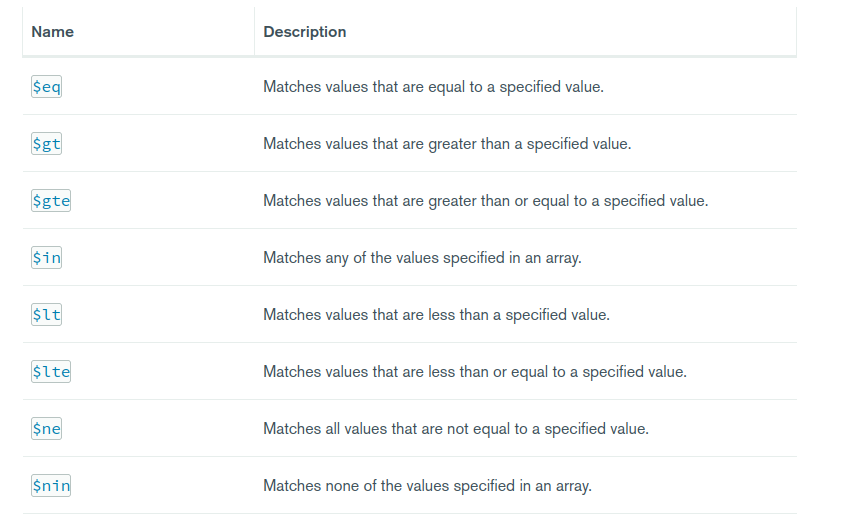 Name Description
$eq Matches values that are equal to a specified value.
$gt Matches values that are greater than a specified value.
$gte Matches values that are greater than or equal to a specified value.
$in Matches any of the values specified in an array.
$lt Matches values that are less than a specified value.
$lte Matches values that are less than or equal to a specified value.
$ne Matches all values that are not equal to a specified value.
$nin Matches none of the values specified in an array.